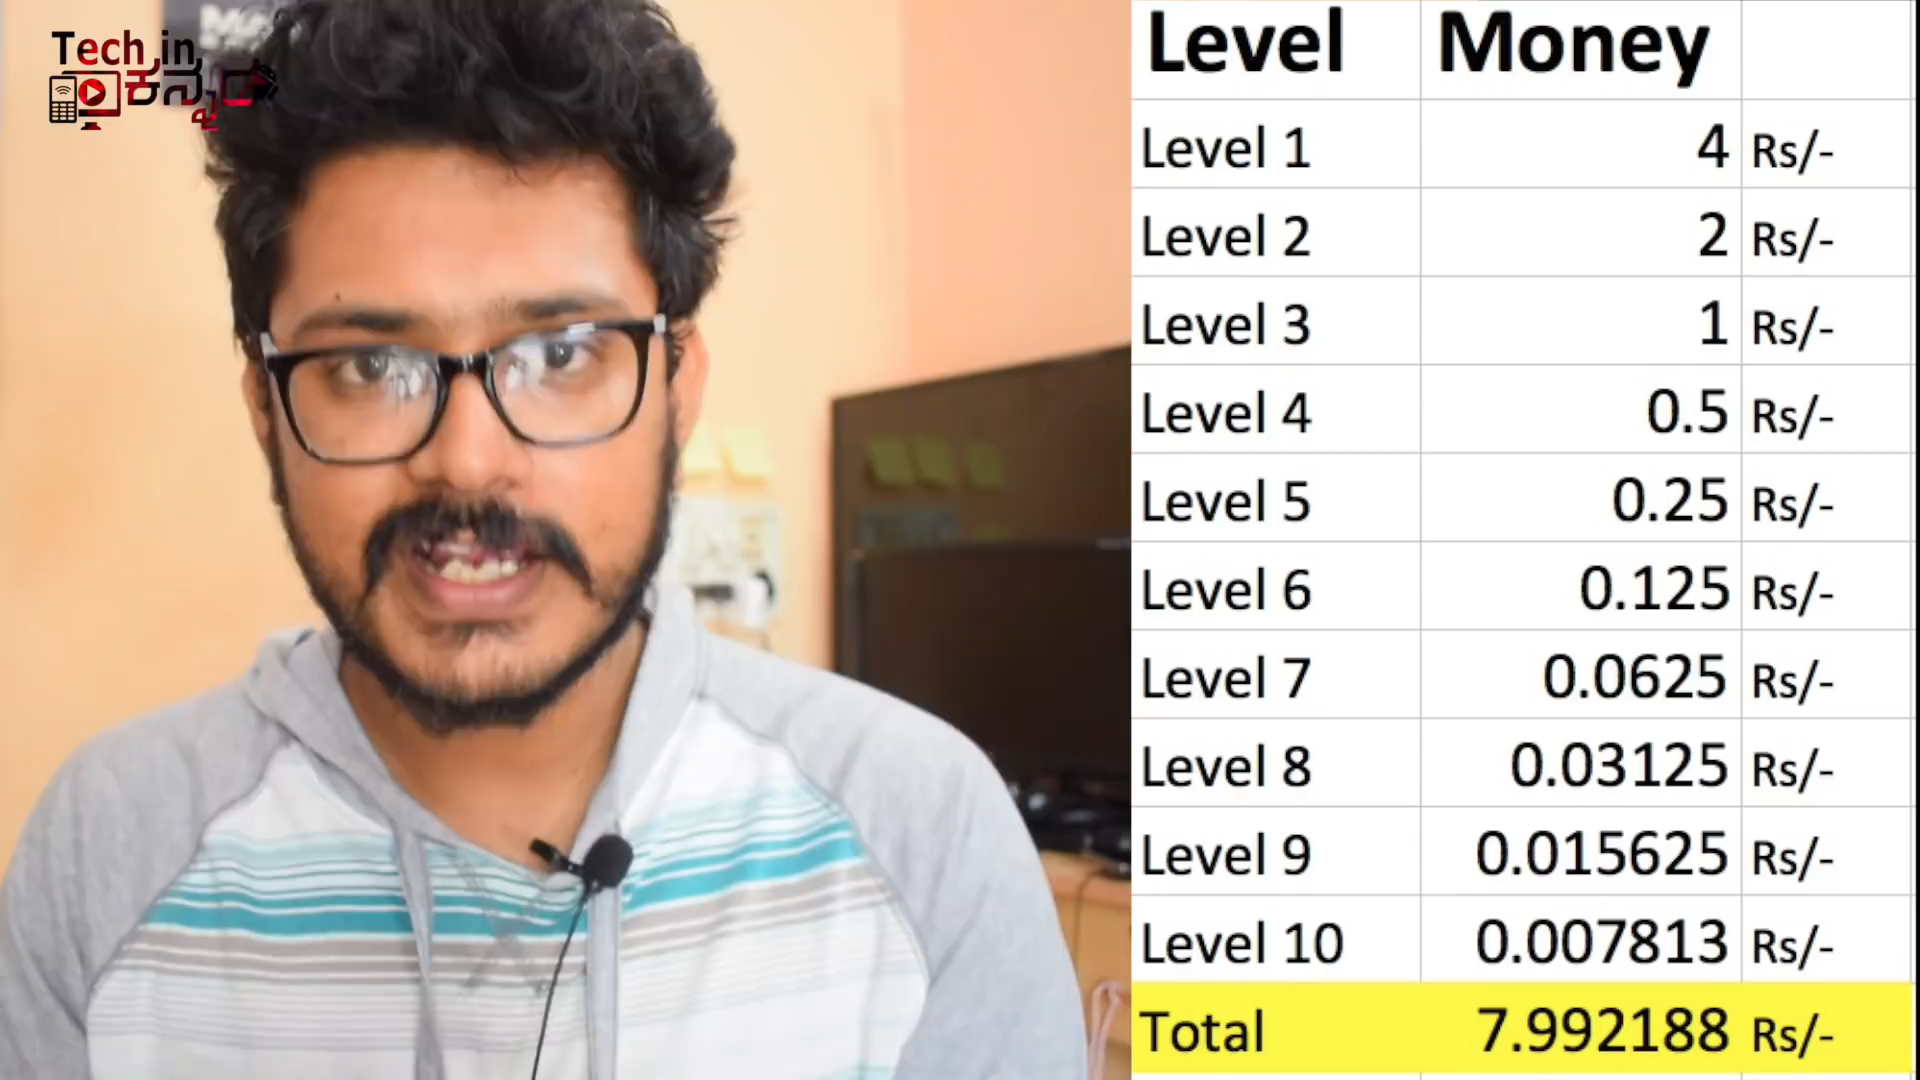 Tech in
ಕನ್ನಡ
Level Money
Level 1 4 Rs/-
Level 2 2 Rs/-
Level 3 1 Rs/-
Level 4 0.5 Rs/-
Level 5 0.25 Rs/-
Level 6 0.125 Rs/-
Level 7 0.0625 Rs/-
Level 8 0.03125 Rs/-
Level 9 0.015625 Rs/-
Level 10 0.007813 Rs/-
Total 7.992188 Rs/-